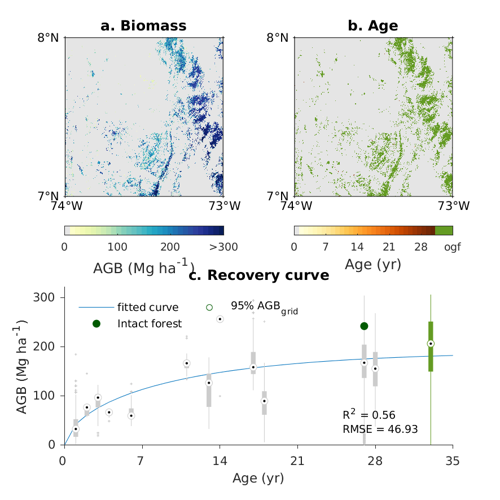 a. Biomass
b. Age
8°N
7°N
74°W
73°W
8°N
7°N
74°W
73°W
0
100
200
>300
AGB (Mg ha-1)
0
7
14
21
28
ogf
Age (yr)
c. Recovery curve
fitted curve
95% AGBgrid
Intact forest
300
200
100
0
AGB (Mg ha-1)
R2 = 0.56
RMSE = 46.93
0
7
14
21
28
35
Age (yr)